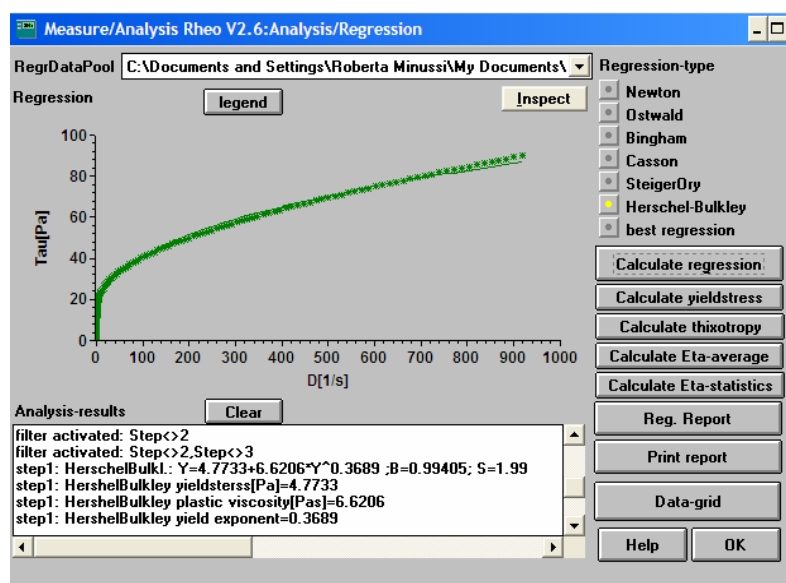 Measure/Analysis Rheo V2.6:Analysis/Regression
RegrDataPool C:\Documents and Settings\Roberta Minussi\My Documents\
Regression-type
Regression legend Inspect
Newton
Ostwald
Bingham
Casson
SteigerOry
Herschel-Bulkley
best regression
100
80
60
40
20
0
Tau[Pa]
0 100 200 300 400 500 600 700 800 900 1000
D[1/s]
Calculate regression
Calculate yieldstress
Calculate thixotropy
Calculate Eta-average
Calculate Eta-statistics
Reg. Report
Print report
Data-grid
Help OK
Analysis-results Clear
filter activated: Step<>2
filter activated: Step<>2,Step<>3
step1: HerschelBulkl.: Y=4.7733+6.6206*Y^0.3689 ;B=0.99405; S=1.99
step1: HershelBulkley yieldsterss[Pa]=4.7733
step1: HershelBulkley plastic viscosity[Pas]=6.6206
step1: HershelBulkley yield exponent=0.3689